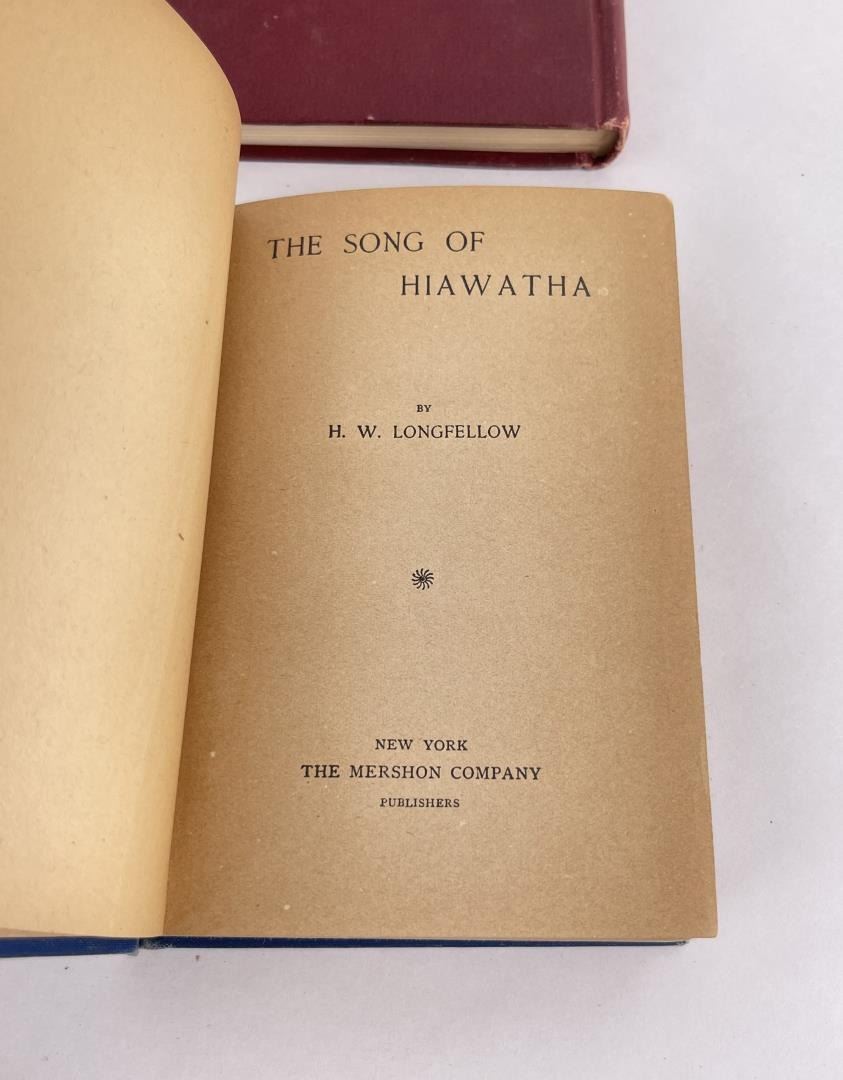 THE SONG OF
HIAWATHA
BY
H. W. LONGFELLOW
NEW YORK
THE MERSHON COMPANY
PUBLISHERS